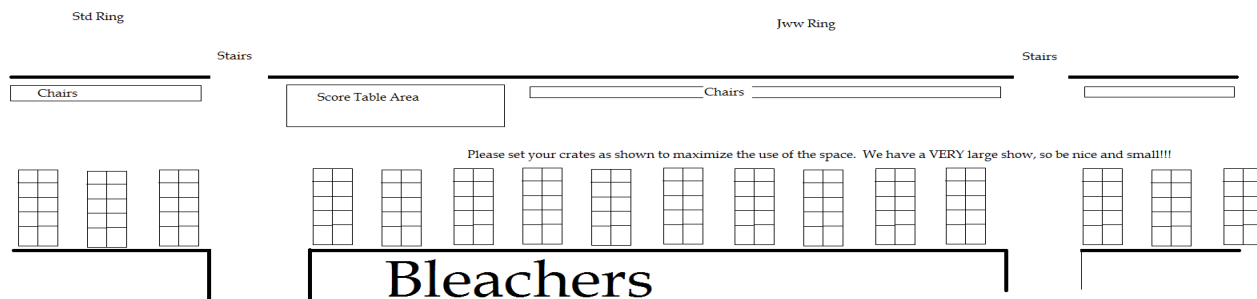 Std Ring
Jww Ring
Stairs
Stairs
Chairs
Score Table Area
Chairs
Please set your crates as shown to maximize the use of the space. We have a VERY large show, so be nice and small!!!
Bleachers